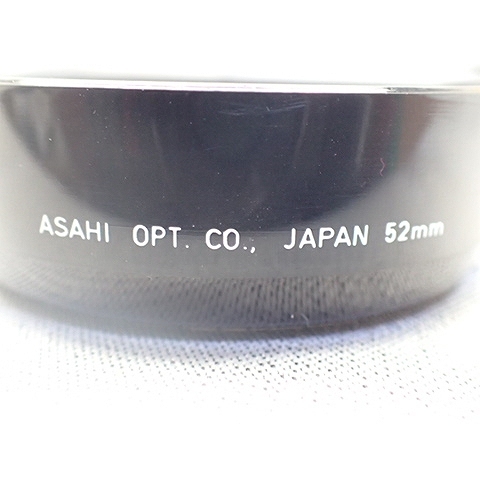 ASAHI OPT. CO., JAPAN 52mm